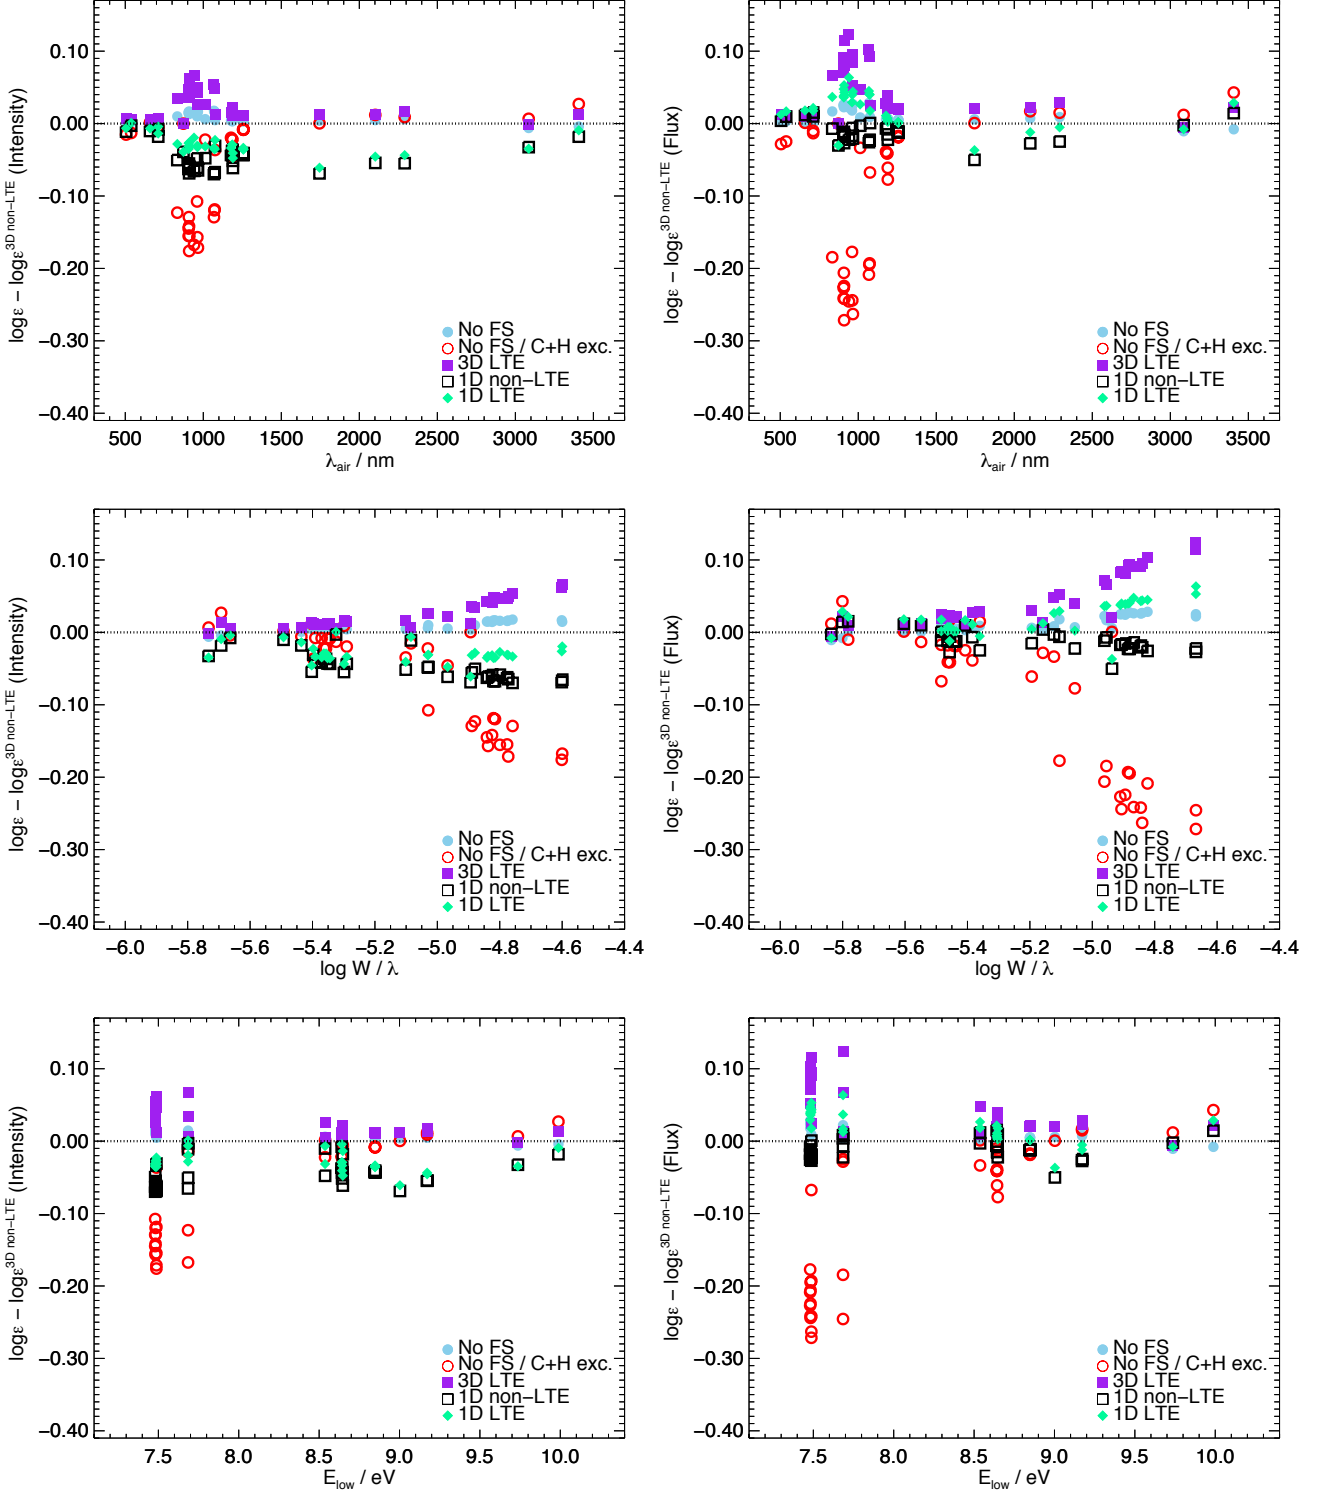 logε − logε3D non−LTE (Intensity)
0.10
0.00
−0.10
−0.20
−0.30
−0.40
No FS
No FS / C+H exc.
3D LTE
1D non−LTE
1D LTE
500 1000 1500 2000 2500 3000 3500
λair / nm
logε − logε3D non−LTE (Flux)
0.10
0.00
−0.10
−0.20
−0.30
−0.40
No FS
No FS / C+H exc.
3D LTE
1D non−LTE
1D LTE
500 1000 1500 2000 2500 3000 3500
λair / nm
logε − logε3D non−LTE (Intensity)
0.10
0.00
−0.10
−0.20
−0.30
−0.40
No FS
No FS / C+H exc.
3D LTE
1D non−LTE
1D LTE
−6.0 −5.8 −5.6 −5.4 −5.2 −5.0 −4.8 −4.6 −4.4
log W / λ
logε − logε3D non−LTE (Flux)
0.10
0.00
−0.10
−0.20
−0.30
−0.40
No FS
No FS / C+H exc.
3D LTE
1D non−LTE
1D LTE
−6.0 −5.8 −5.6 −5.4 −5.2 −5.0 −4.8 −4.6 −4.4
log W / λ
logε − logε3D non−LTE (Intensity)
0.10
0.00
−0.10
−0.20
−0.30
−0.40
No FS
No FS / C+H exc.
3D LTE
1D non−LTE
1D LTE
7.5 8.0 8.5 9.0 9.5 10.0
Elow / eV
logε − logε3D non−LTE (Flux)
0.10
0.00
−0.10
−0.20
−0.30
−0.40
No FS
No FS / C+H exc.
3D LTE
1D non−LTE
1D LTE
7.5 8.0 8.5 9.0 9.5 10.0
Elow / eV